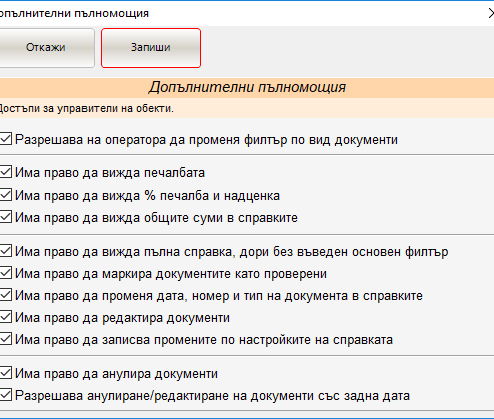 опълнителни пълномощия
Откажи Запиши
Допълнителни пълномощия
Достъпи за управители на обекти.
Разрешава на оператора да променя филтър по вид документи
Има право да вижда печалбата
Има право да вижда % печалба и надценка
Има право да вижда общите суми в справките
Има право да вижда пълна справка, дори без въведен основен филтър
Има право да маркира документите като проверени
Има право да променя дата, номер и тип на документа в справките
Има право да редактира документи
Има право да записва промените по настройките на справката
Има право да анулира документи
Разрешава анулиране/редактиране на документи със задна дата